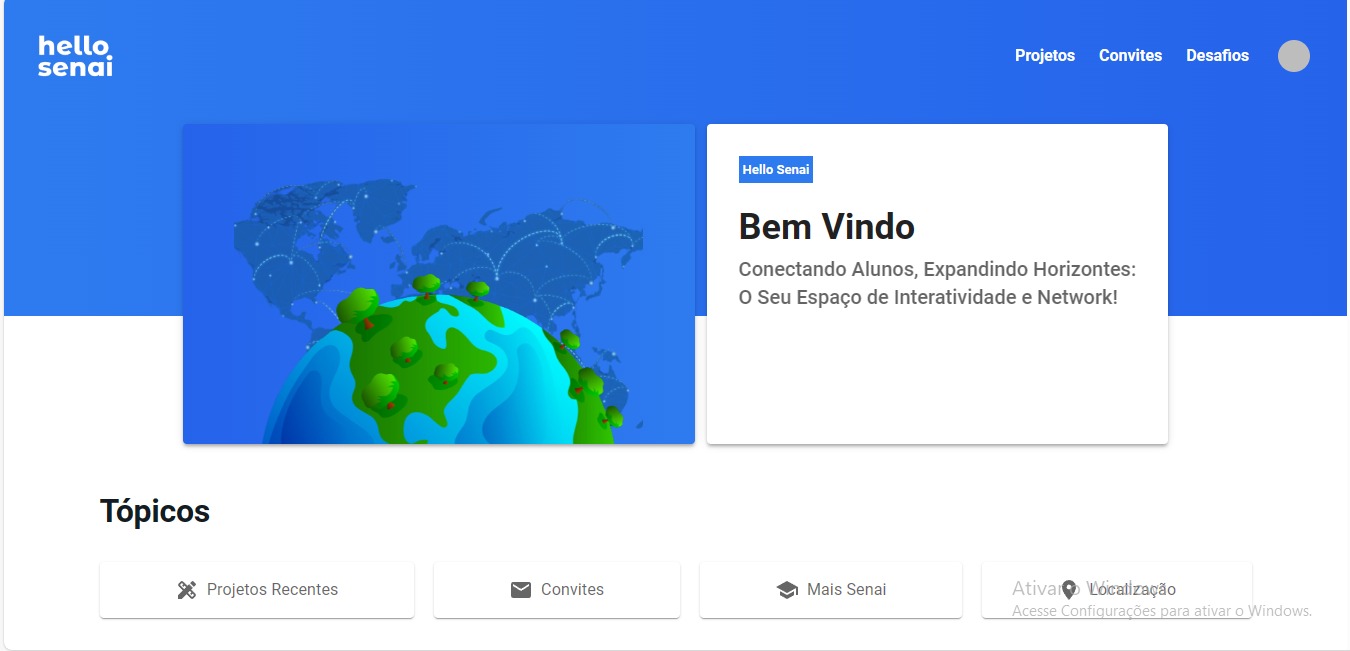 hello
senai
Projetos
Convites
Desafios
Hello Senai
Bem Vindo
Conectando Alunos, Expandindo Horizontes:
O Seu Espaço de Interatividade e Network!
Tópicos
Projetos Recentes
Convites
Mais Senai
Localização
Ativar o Windows
Acesse Configurações para ativar o Windows.